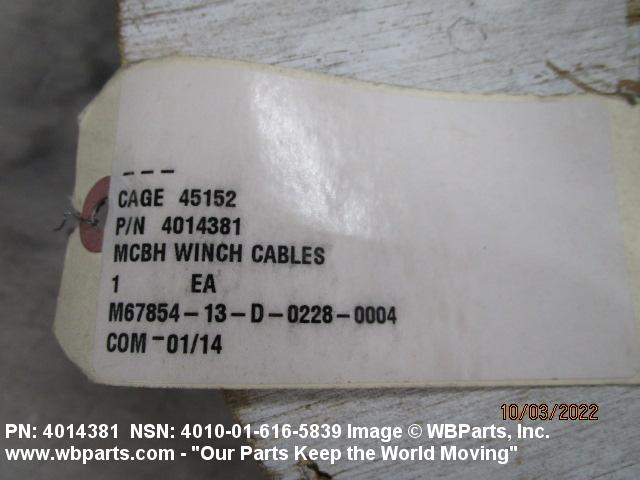 ---
CAGE 45152
P/N 4014381
MCBH WINCH CABLES
1 EA
M67854-13-D-0228-0004
COM-01/14
10/03/2022
PN: 4014381 NSN: 4010-01-616-5839 Image © WBParts, Inc.
www.wbparts.com - "Our Parts Keep the World Moving"